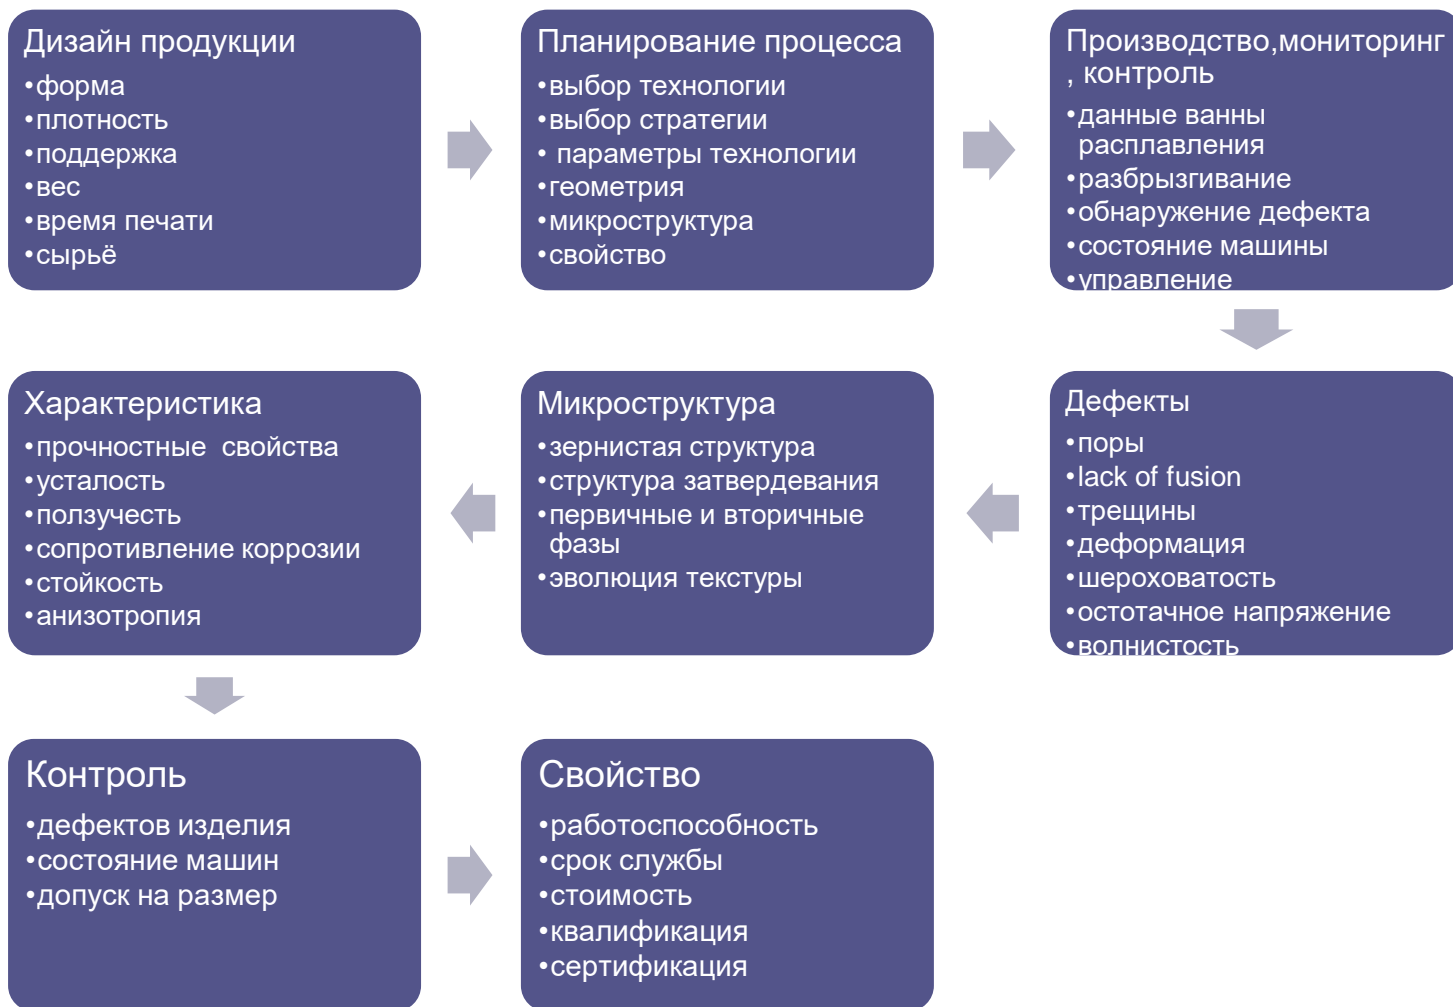 Дизайн продукции
•форма
•плотность
•поддержка
•вес
•время печати
•сырьё
Планирование процесса
•выбор технологии
•выбор стратегии
• параметры технологии
•геометрия
•микроструктура
•свойство
Производство,мониторинг
, контроль
•данные ванны
расплавления
•разбрызгивание
•обнаружение дефекта
•состояние машины
•управление
Дефекты
•поры
•lack of fusion
•трещины
•деформация
•шероховатость
•остотачное напряжение
•волнистость
Микроструктура
•зернистая структура
•структура затвердевания
•первичные и вторичные
фазы
•эволюция текстуры
Характеристика
•прочностные свойства
•усталость
•ползучесть
•сопротивление коррозии
•стойкость
•анизотропия
Контроль
•дефектов изделия
•состояние машин
•допуск на размер
Свойство
•работоспособность
•срок службы
•стоимость
•квалификация
•сертификация